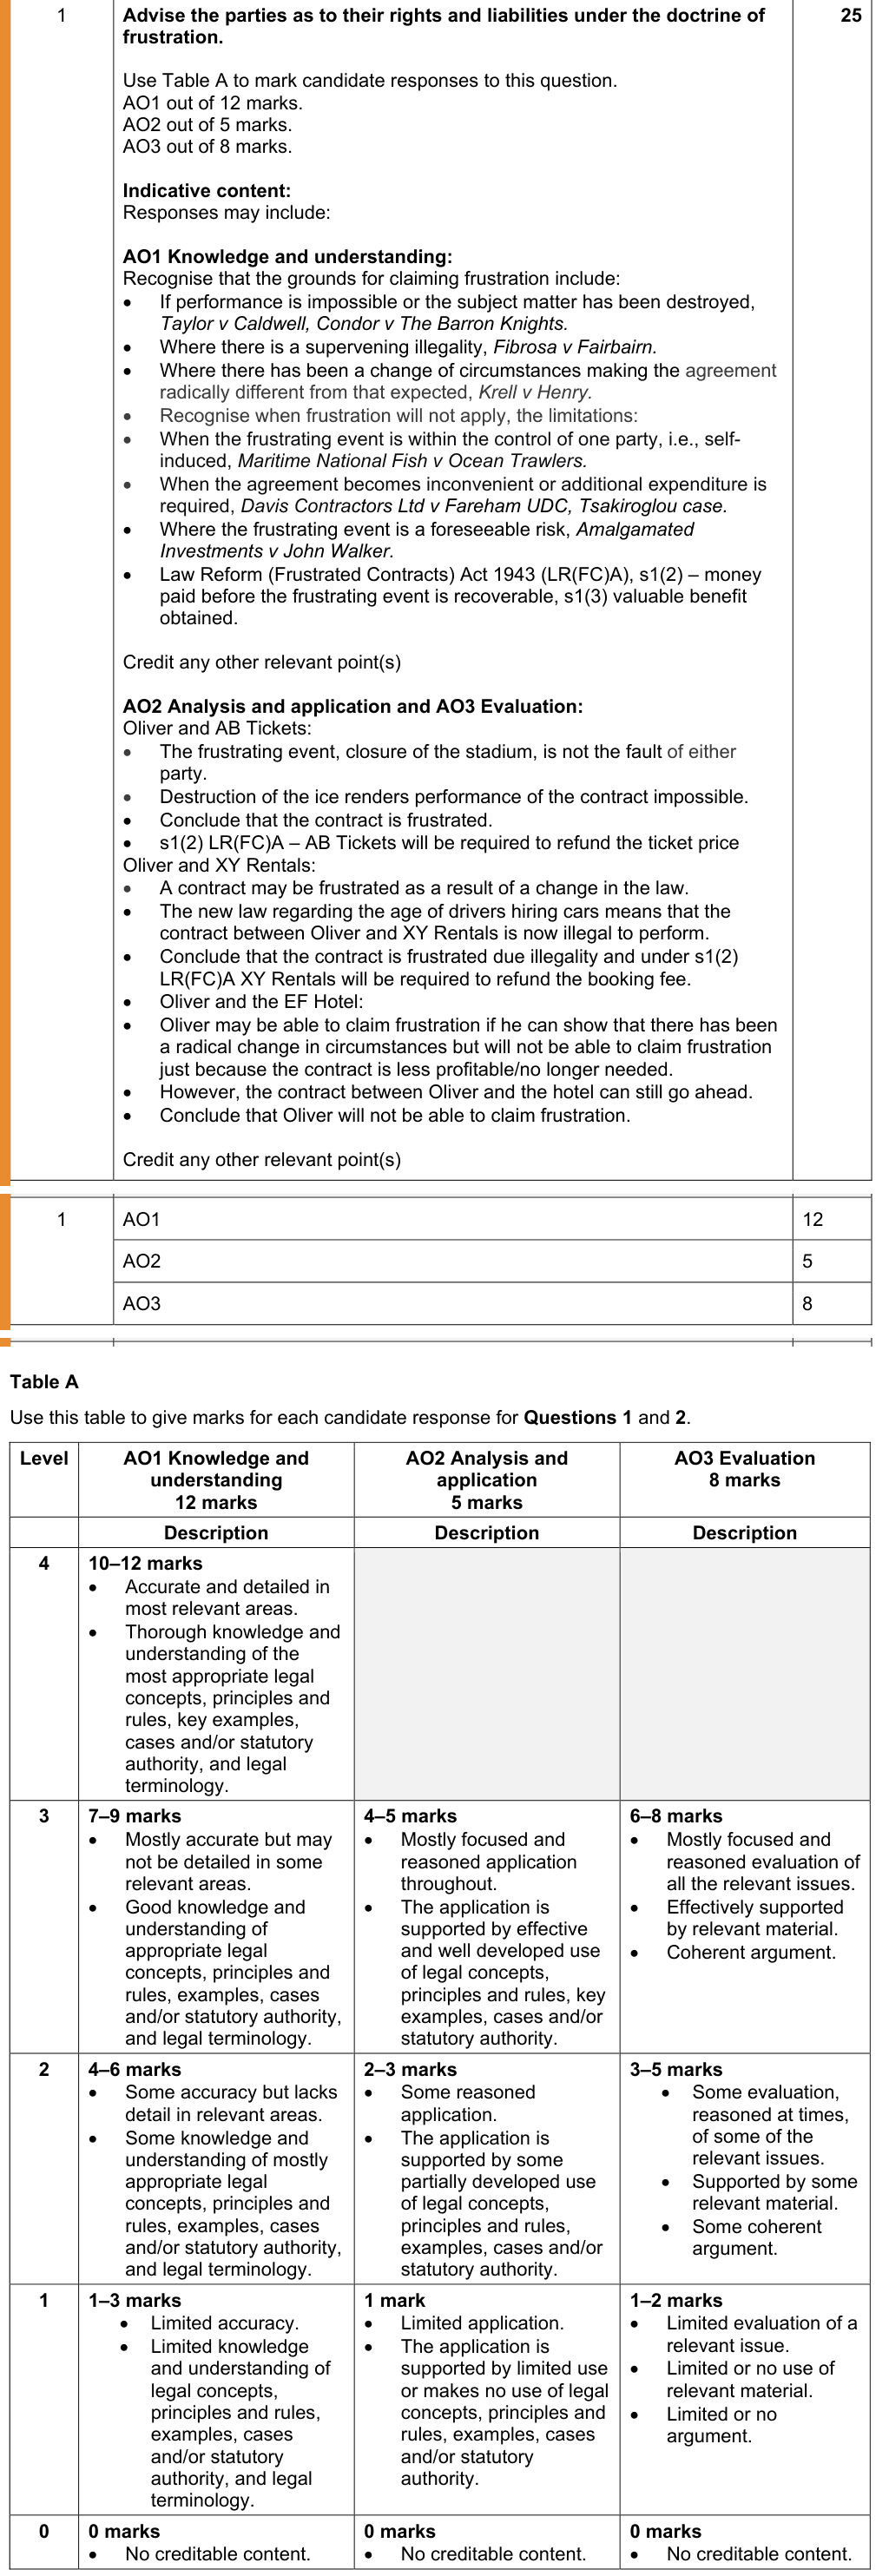 1
Advise the parties as to their rights and liabilities under the doctrine of
frustration.
25
Use Table A to mark candidate responses to this question.
AO1 out of 12 marks.
AO2 out of 5 marks.
AO3 out of 8 marks.
Indicative content:
Responses may include:
AO1 Knowledge and understanding:
Recognise that the grounds for claiming frustration include:
• If performance is impossible or the subject matter has been destroyed,
Taylor v Caldwell, Condor v The Barron Knights.
• Where there is a supervening illegality, Fibrosa v Fairbairn.
• Where there has been a change of circumstances making the agreement
radically different from that expected, Krell v Henry.
• Recognise when frustration will not apply, the limitations:
• When the frustrating event is within the control of one party, i.e., self-
induced, Maritime National Fish v Ocean Trawlers.
• When the agreement becomes inconvenient or additional expenditure is
required, Davis Contractors Ltd v Fareham UDC, Tsakiroglou case.
• Where the frustrating event is a foreseeable risk, Amalgamated
Investments v John Walker.
• Law Reform (Frustrated Contracts) Act 1943 (LR(FC)A), s1(2) – money
paid before the frustrating event is recoverable, s1(3) valuable benefit
obtained.
Credit any other relevant point(s)
AO2 Analysis and application and AO3 Evaluation:
Oliver and AB Tickets:
• The frustrating event, closure of the stadium, is not the fault of either
party.
• Destruction of the ice renders performance of the contract impossible.
• Conclude that the contract is frustrated.
• s1(2) LR(FC)A – AB Tickets will be required to refund the ticket price
Oliver and XY Rentals:
• A contract may be frustrated as a result of a change in the law.
• The new law regarding the age of drivers hiring cars means that the
contract between Oliver and XY Rentals is now illegal to perform.
• Conclude that the contract is frustrated due illegality and under s1(2)
LR(FC)A XY Rentals will be required to refund the booking fee.
• Oliver and the EF Hotel:
• Oliver may be able to claim frustration if he can show that there has been
a radical change in circumstances but will not be able to claim frustration
just because the contract is less profitable/no longer needed.
• However, the contract between Oliver and the hotel can still go ahead.
• Conclude that Oliver will not be able to claim frustration.
Credit any other relevant point(s)
1
AO1
12
AO2
5
AO3
8
Table A
Use this table to give marks for each candidate response for Questions 1 and 2.
Level
AO1 Knowledge and
understanding
12 marks
AO2 Analysis and
application
5 marks
AO3 Evaluation
8 marks
Description
Description
Description
4
10–12 marks
• Accurate and detailed in
most relevant areas.
• Thorough knowledge and
understanding of the
most appropriate legal
concepts, principles and
rules, key examples,
cases and/or statutory
authority, and legal
terminology.
3
7–9 marks
• Mostly accurate but may
not be detailed in some
relevant areas.
• Good knowledge and
understanding of
appropriate legal
concepts, principles and
rules, examples, cases
and/or statutory authority,
and legal terminology.
4–5 marks
• Mostly focused and
reasoned application
throughout.
• The application is
supported by effective
and well developed use
of legal concepts,
principles and rules, key
examples, cases and/or
statutory authority.
6–8 marks
• Mostly focused and
reasoned evaluation of
all the relevant issues.
• Effectively supported
by relevant material.
• Coherent argument.
2
4–6 marks
• Some accuracy but lacks
detail in relevant areas.
• Some knowledge and
understanding of mostly
appropriate legal
concepts, principles and
rules, examples, cases
and/or statutory authority,
and legal terminology.
2–3 marks
• Some reasoned
application.
• The application is
supported by some
partially developed use
of legal concepts,
principles and rules,
examples, cases and/or
statutory authority.
3–5 marks
• Some evaluation,
reasoned at times,
of some of the
relevant issues.
• Supported by some
relevant material.
• Some coherent
argument.
1
1–3 marks
• Limited accuracy.
• Limited knowledge
and understanding of
legal concepts,
principles and rules,
examples, cases
and/or statutory
authority, and legal
terminology.
1 mark
• Limited application.
• The application is
supported by limited use
or makes no use of legal
concepts, principles and
rules, examples, cases
and/or statutory
authority.
1–2 marks
• Limited evaluation of a
relevant issue.
• Limited or no use of
relevant material.
• Limited or no
argument.
0
0 marks
• No creditable content.
0 marks
• No creditable content.
0 marks
• No creditable content.